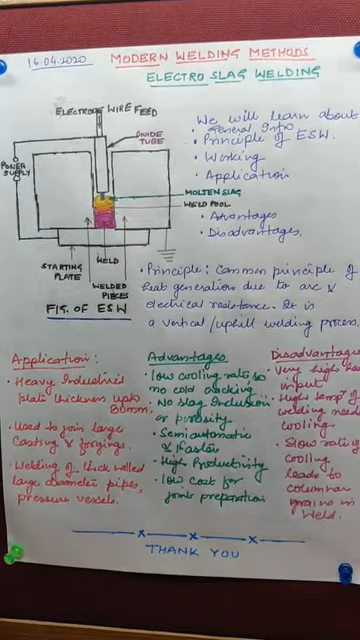 16.04.2020
MODERN WELDING METHODS
ELECTRO SLAG WELDING
ELECTRODE WIRE FEED
GUIDE
TUBE
POWER
SUPPLY
MOLTEN SLAG
WELD POOL
WELD
STARTING
PLATE
WELDED
PIECES
FIG. OF ESW
We will learn about
• General Info
• Principle of ESW.
• Working
• Application
• Advantages
• Disadvantages.
• Principle: Common principle of
heat generation due to arc &
electrical resistance. It is
a vertical / uphill welding process.
Application:
• Heavy Industries
plate thickness upto
80mm.
• Used to join large
casting & forgings.
• Welding of thick walled
large diameter pipes,
pressure vessels.
Advantages
• low cooling rate so
no cold cracking
• No slag Inclusion
or porosity
• Semiautomatic
& Faster
• High Productivity
• low cost for
joint preparation
Disadvantages
• Very high heat
input
• High temp of
welding needs
cooling
• Slow rate of
cooling
leads to
columnar
grains in
weld.
THANK YOU